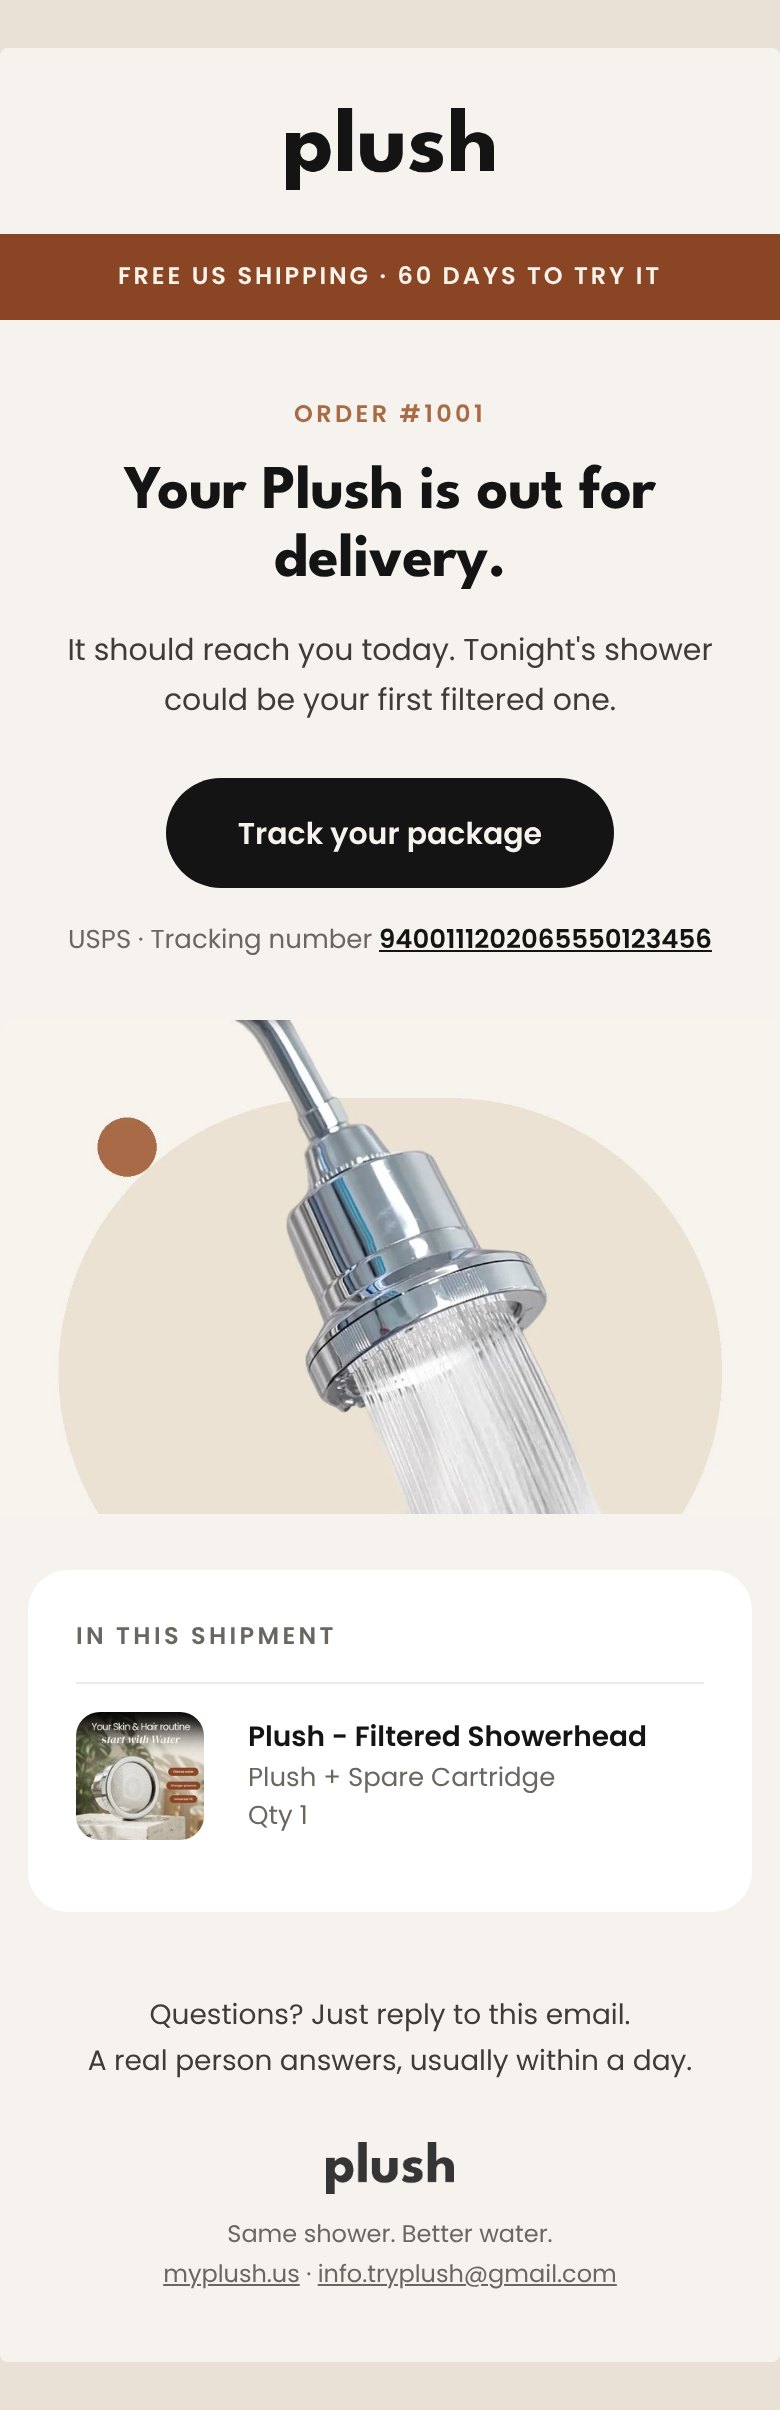 plush
FREE US SHIPPING · 60 DAYS TO TRY IT
ORDER #1001
Your Plush is out for
delivery.
It should reach you today. Tonight's shower
could be your first filtered one.
Track your package
USPS · Tracking number 9400111202065550123456
IN THIS SHIPMENT
Your Skin & Hair routine
start with Water
Plush - Filtered Showerhead
Plush + Spare Cartridge
Qty 1
Questions? Just reply to this email.
A real person answers, usually within a day.
plush
Same shower. Better water.
myplush.us · info.tryplush@gmail.com